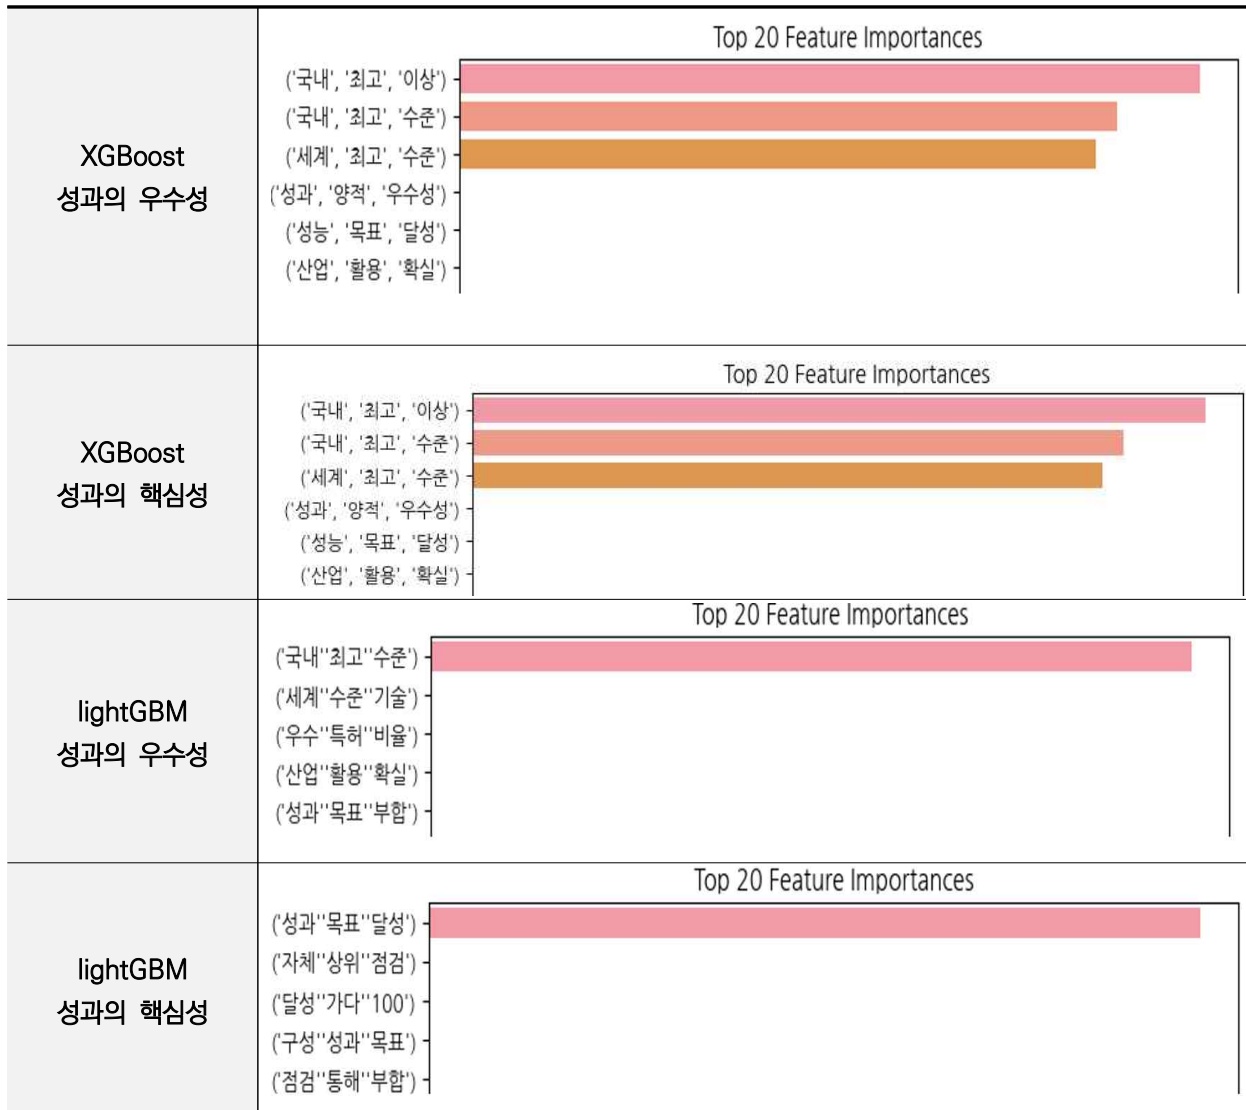 XGBoost
성과의 우수성
Top 20 Feature Importances
('국내', '최고', '이상')
('국내', '최고', '수준')
('세계', '최고', '수준')
('성과', '양적', '우수성')
('성능', '목표', '달성')
('산업', '활용', '확실')
XGBoost
성과의 핵심성
Top 20 Feature Importances
('국내', '최고', '이상')
('국내', '최고', '수준')
('세계', '최고', '수준')
('성과', '양적', '우수성')
('성능', '목표', '달성')
('산업', '활용', '확실')
lightGBM
성과의 우수성
Top 20 Feature Importances
('국내''최고''수준')
('세계''수준''기술')
('우수''특허''비율')
('산업''활용''확실')
('성과''목표''부합')
lightGBM
성과의 핵심성
Top 20 Feature Importances
('성과''목표''달성')
('자체''상위''점검')
('달성''가다''100')
('구성''성과''목표')
('점검''통해''부합')